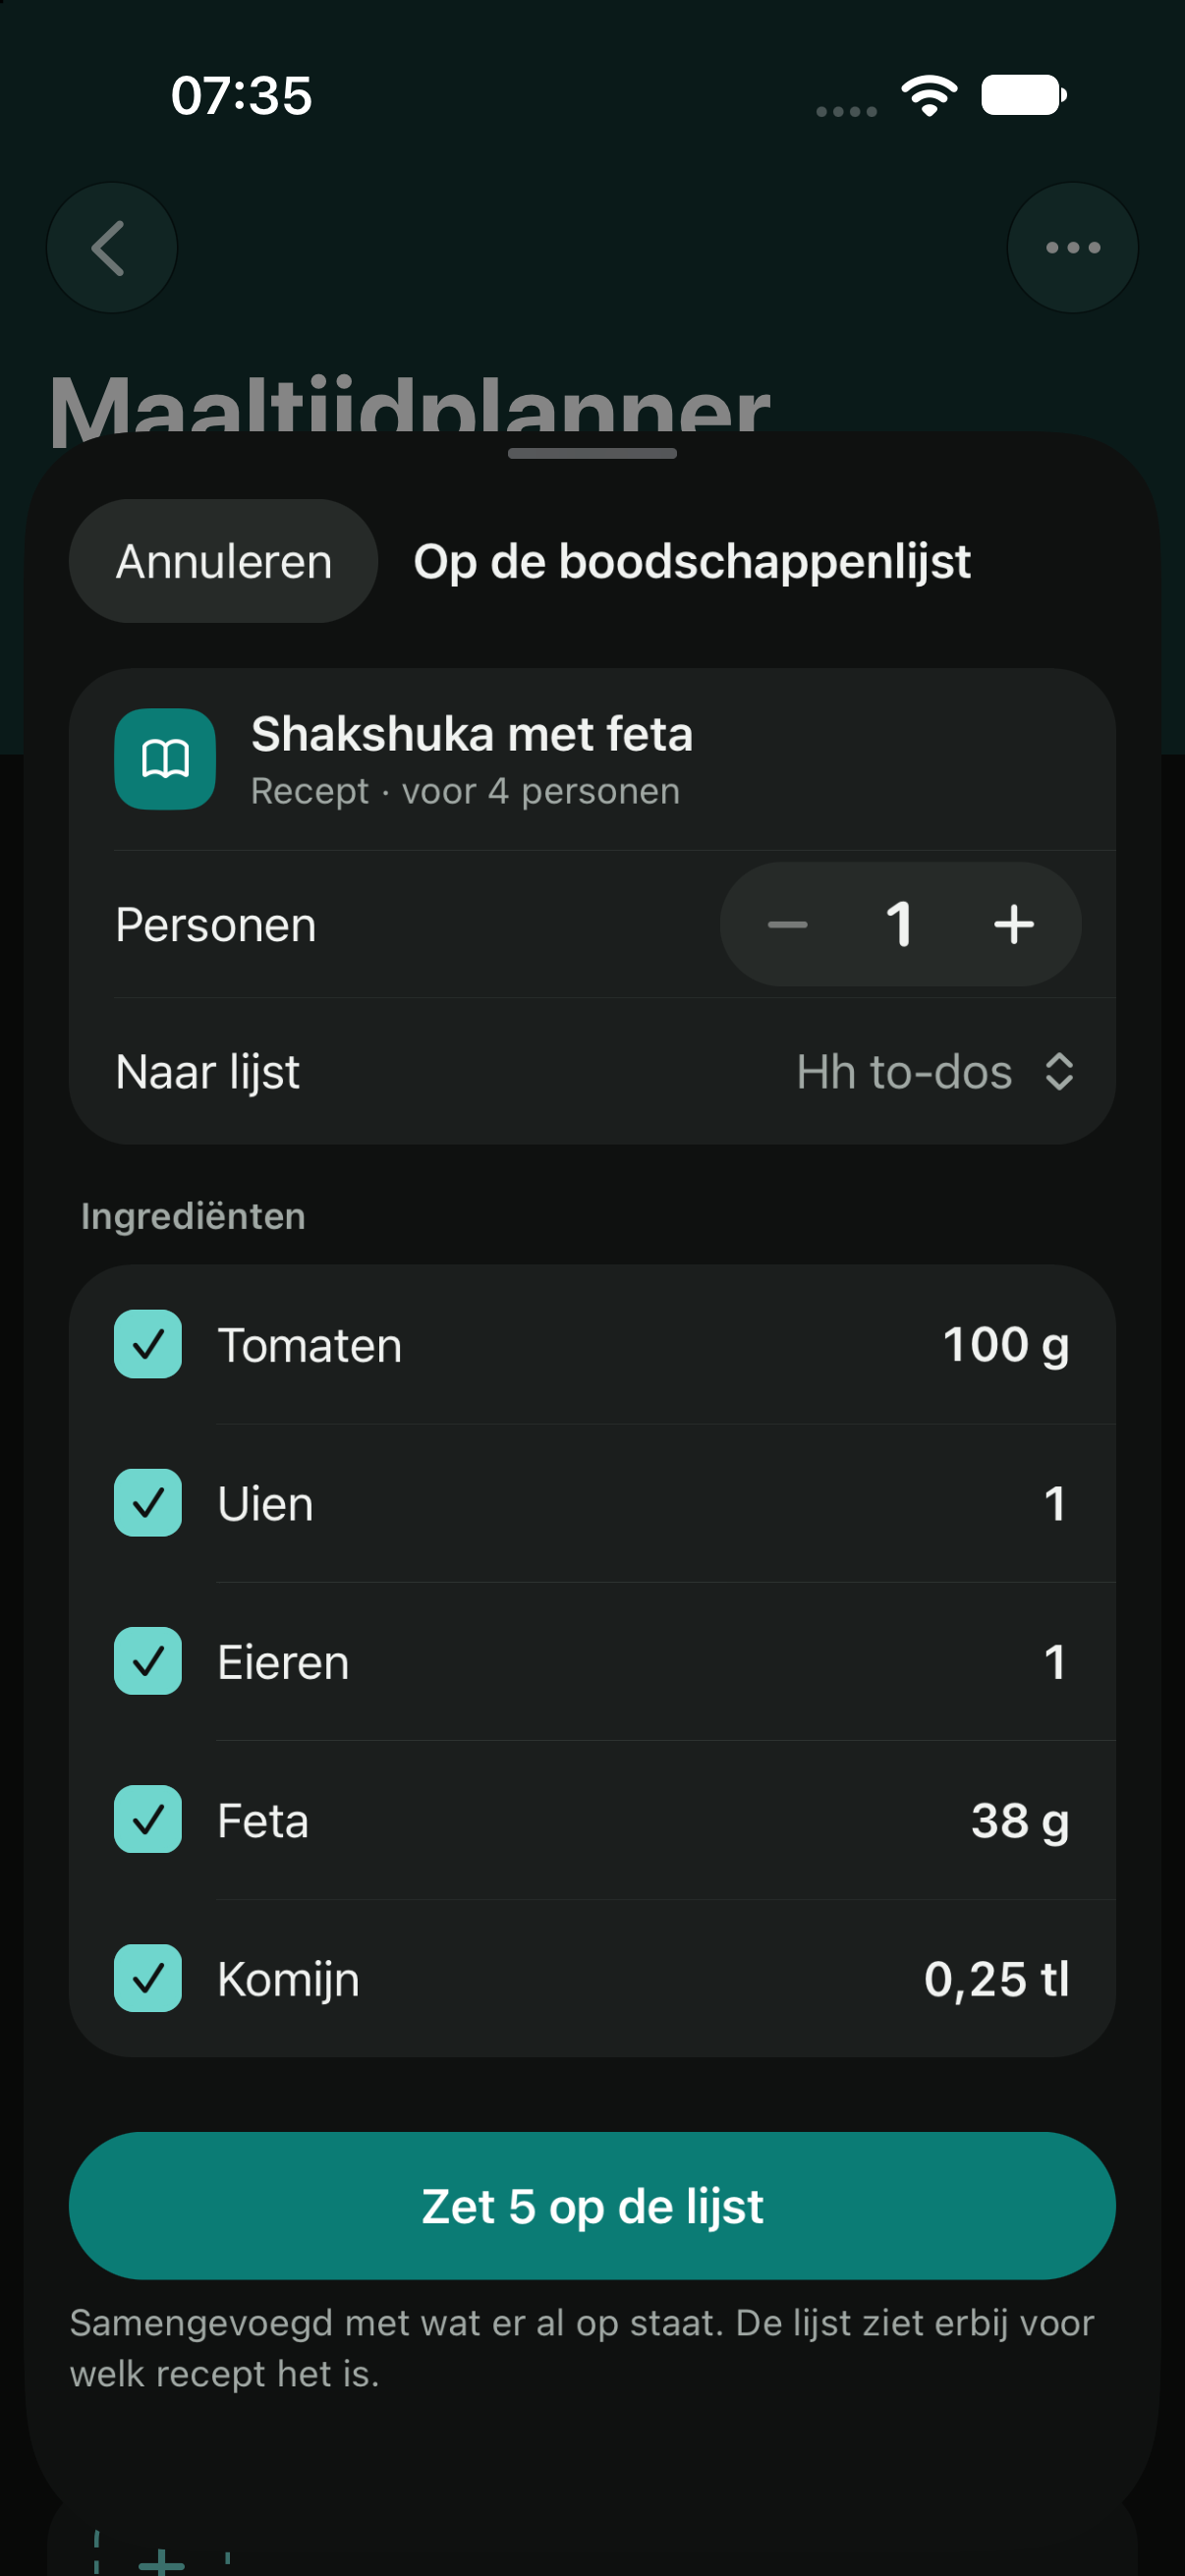 07:35
Maaltijdplanner
Annuleren
Op de boodschappenlijst
Shakshuka met feta
Recept · voor 4 personen
Personen
1
Naar lijst
Hh to-dos
Ingrediënten
Tomaten 100 g
Uien 1
Eieren 1
Feta 38 g
Komijn 0,25 tl
Zet 5 op de lijst
Samengevoegd met wat er al op staat. De lijst ziet erbij voor
welk recept het is.